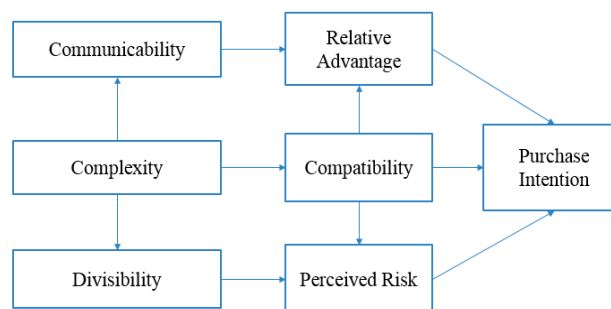 Communicability
Relative
Advantage
Complexity
Compatibility
Purchase
Intention
Divisibility
Perceived Risk